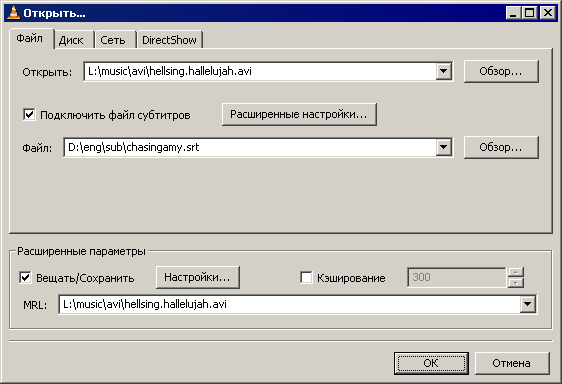 Открыть...
Файл Диск Сеть DirectShow
Открыть: L:\music\avi\hellsing.hallelujah.avi Обзор...
Подключить файл субтитров Расширенные настройки...
Файл: D:\eng\sub\chasingamy.srt Обзор...
Расширенные параметры
Вещать/Сохранить Настройки... Кэширование 300
MRL: L:\music\avi\hellsing.hallelujah.avi
OK Отмена